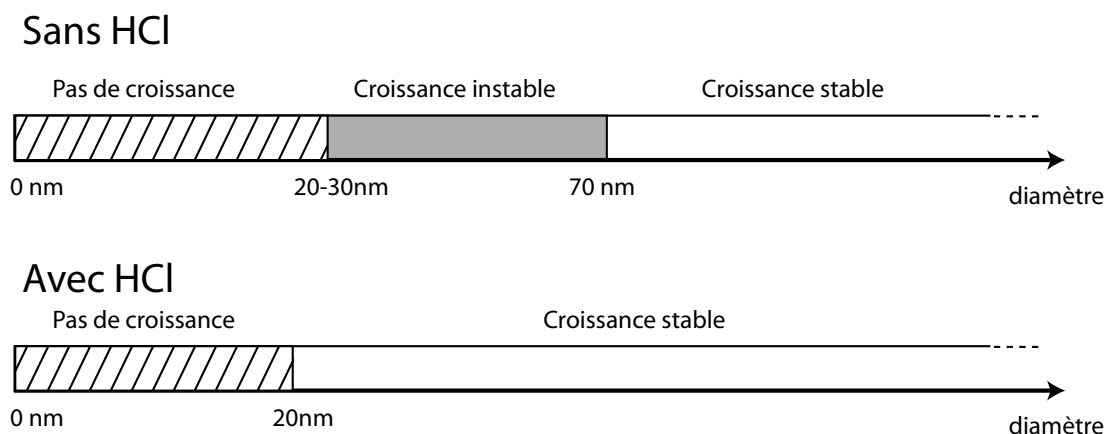 Sans HCl
Pas de croissance Croissance instable Croissance stable
0 nm 20-30nm 70 nm
diamètre
Avec HCl
Pas de croissance Croissance stable
0 nm 20nm
diamètre